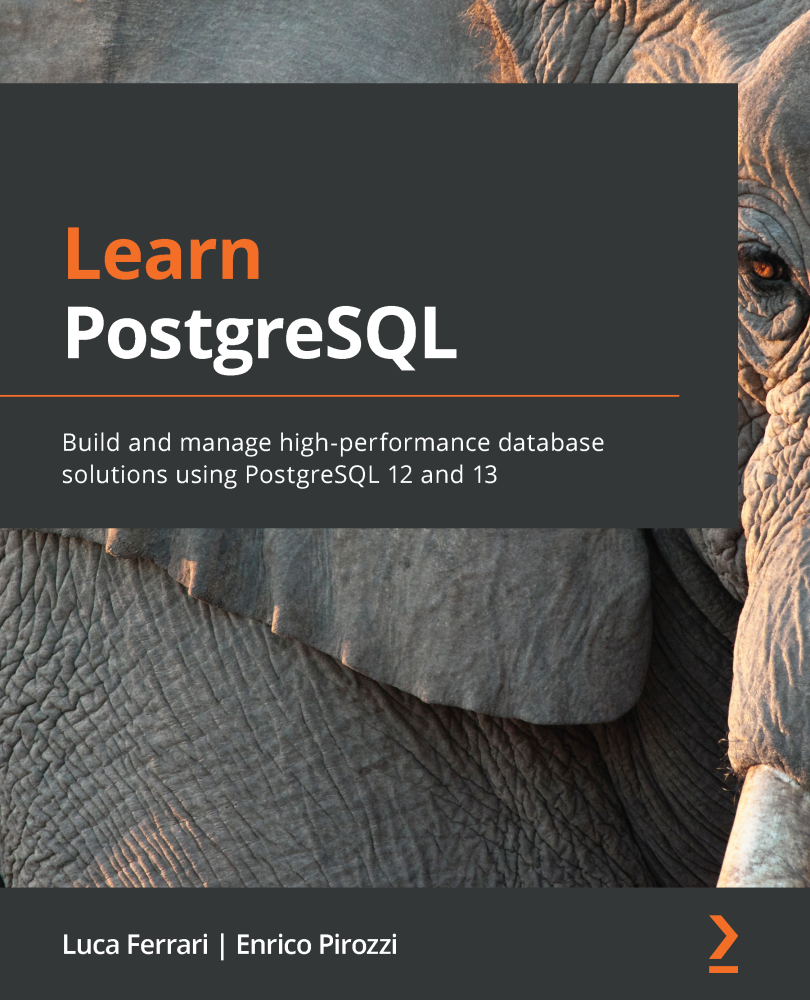 Learn
PostgreSQL
Build and manage high-performance database
solutions using PostgreSQL 12 and 13
Luca Ferrari | Enrico Pirozzi